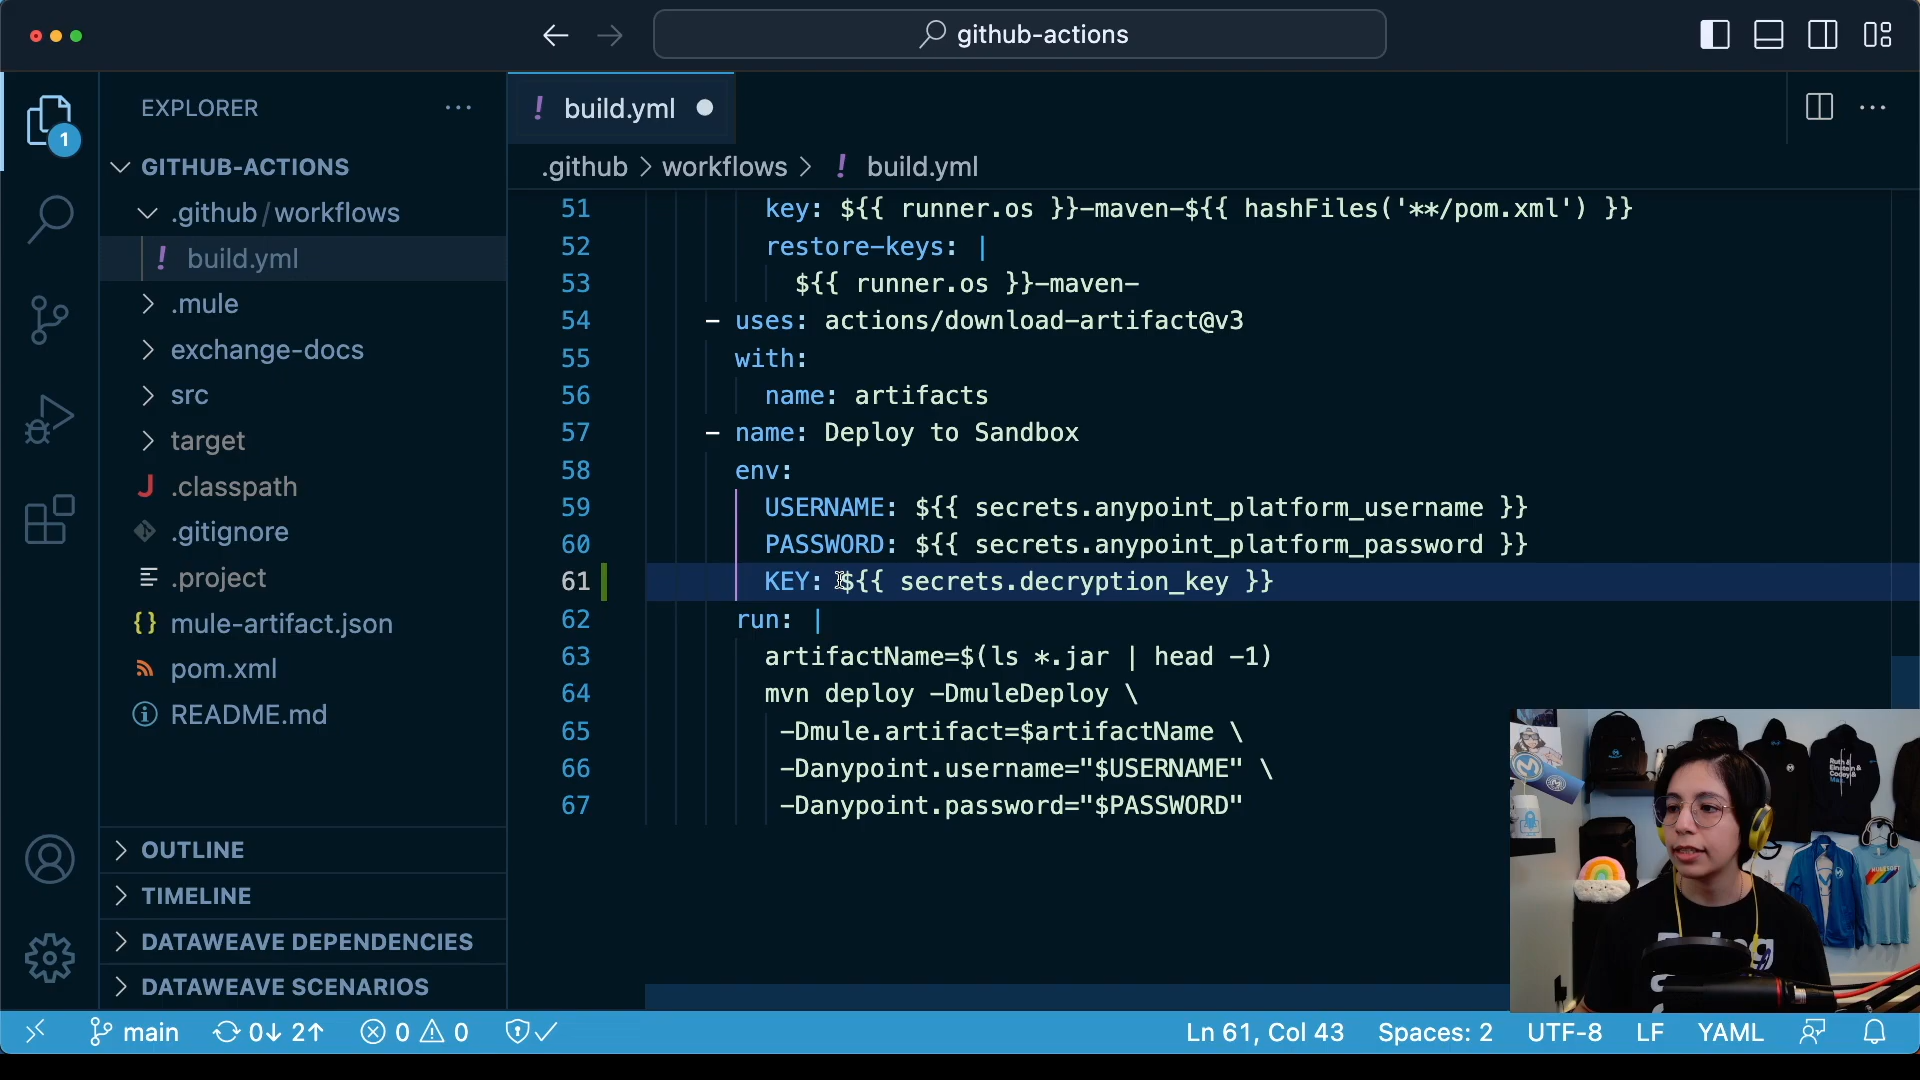 github-actions
EXPLORER
build.yml
GITHUB-ACTIONS
.github / workflows
build.yml
.mule
exchange-docs
src
target
.classpath
.gitignore
.project
mule-artifact.json
pom.xml
README.md
OUTLINE
TIMELINE
DATAWEAVE DEPENDENCIES
DATAWEAVE SCENARIOS
1
.github > workflows > ! build.yml
51 key: ${{ runner.os }}-maven-${{ hashFiles('**/pom.xml') }}
52 restore-keys: |
53 ${{ runner.os }}-maven-
54 - uses: actions/download-artifact@v3
55 with:
56 name: artifacts
57 - name: Deploy to Sandbox
58 env:
59 USERNAME: ${{ secrets.anypoint_platform_username }}
60 PASSWORD: ${{ secrets.anypoint_platform_password }}
61 KEY: ${{ secrets.decryption_key }}
62 run: |
63 artifactName=$(ls *.jar | head -1)
64 mvn deploy -DmuleDeploy \
65 -Dmule.artifact=$artifactName \
66 -Danypoint.username="$USERNAME" \
67 -Danypoint.password="$PASSWORD"
main 0↓ 2↑ 0 0 Ln 61, Col 43 Spaces: 2 UTF-8 LF YAML